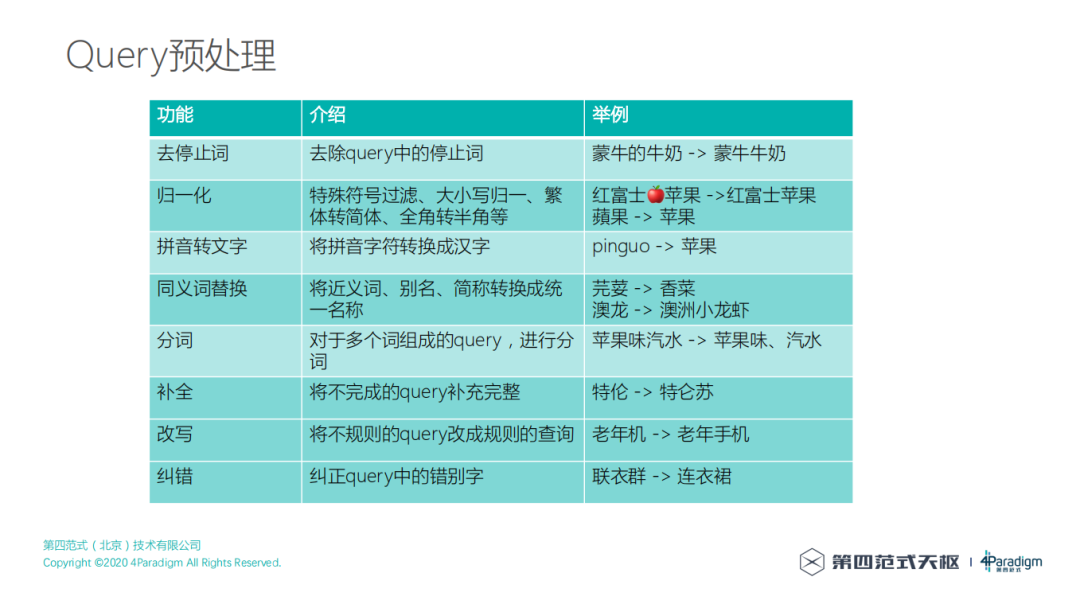 Query预处理
功能 介绍 举例
去停止词 去除query中的停止词 蒙牛的牛奶 -> 蒙牛牛奶
归一化 特殊符号过滤、大小写归一、繁 红富士🍎苹果 ->红富士苹果
体转简体、全角转半角等 蘋果 -> 苹果
拼音转文字 将拼音字符转换成汉字 pinguo -> 苹果
同义词替换 将近义词、别名、简称转换成统 芫荽 -> 香菜
一名称 澳龙 -> 澳洲小龙虾
分词 对于多个词组成的query，进行分 苹果味汽水 -> 苹果味、汽水
词
补全 将不完成的query补充完整 特伦 -> 特仑苏
改写 将不规则的query改成规则的查询 老年机 -> 老年手机
纠错 纠正query中的错别字 联衣群 -> 连衣裙
第四范式（北京）技术有限公司
Copyright ©2020 4Paradigm All Rights Reserved.
第四范式天枢 | 4Paradigm
第四范式